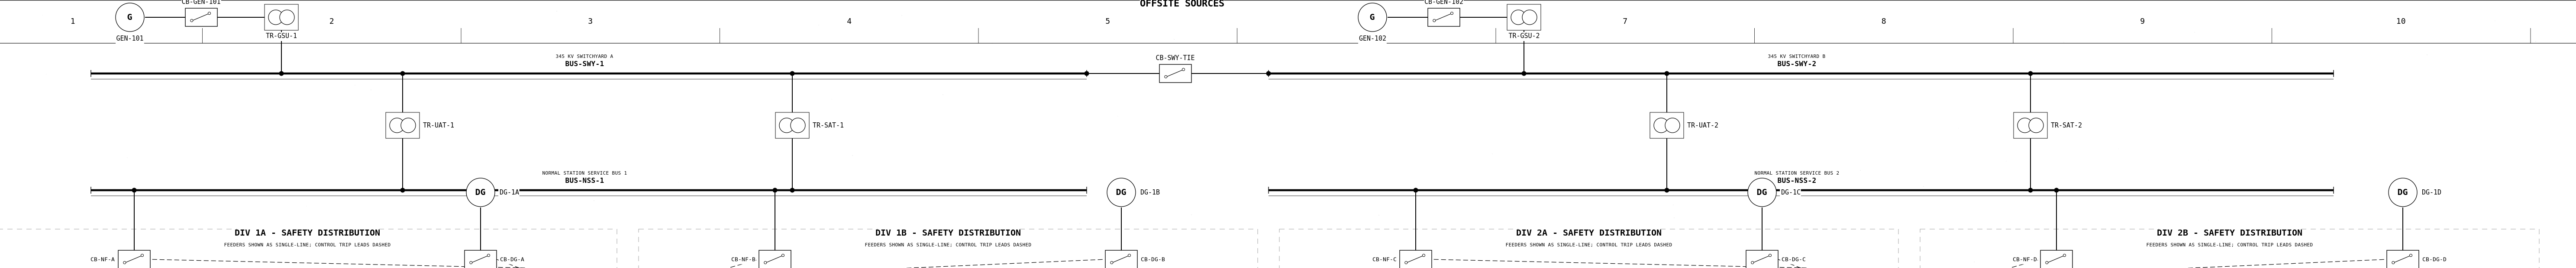 CB-GEN-101
OFFSITE SOURCES
CB-GEN-102
1
G
2
3
4
5
G
7
8
9
10
GEN-101
TR-GSU-1
GEN-102
TR-GSU-2
345 KV SWITCHYARD A
BUS-SWY-1
CB-SWY-TIE
345 KV SWITCHYARD B
BUS-SWY-2
TR-UAT-1
TR-SAT-1
TR-UAT-2
TR-SAT-2
NORMAL STATION SERVICE BUS 1
BUS-NSS-1
NORMAL STATION SERVICE BUS 2
BUS-NSS-2
DG DG-1A
DG DG-1B
DG DG-1C
DG DG-1D
DIV 1A - SAFETY DISTRIBUTION
FEEDERS SHOWN AS SINGLE-LINE; CONTROL TRIP LEADS DASHED
DIV 1B - SAFETY DISTRIBUTION
FEEDERS SHOWN AS SINGLE-LINE; CONTROL TRIP LEADS DASHED
DIV 2A - SAFETY DISTRIBUTION
FEEDERS SHOWN AS SINGLE-LINE; CONTROL TRIP LEADS DASHED
DIV 2B - SAFETY DISTRIBUTION
FEEDERS SHOWN AS SINGLE-LINE; CONTROL TRIP LEADS DASHED
CB-NF-A
CB-DG-A
CB-NF-B
CB-DG-B
CB-NF-C
CB-DG-C
CB-NF-D
CB-DG-D